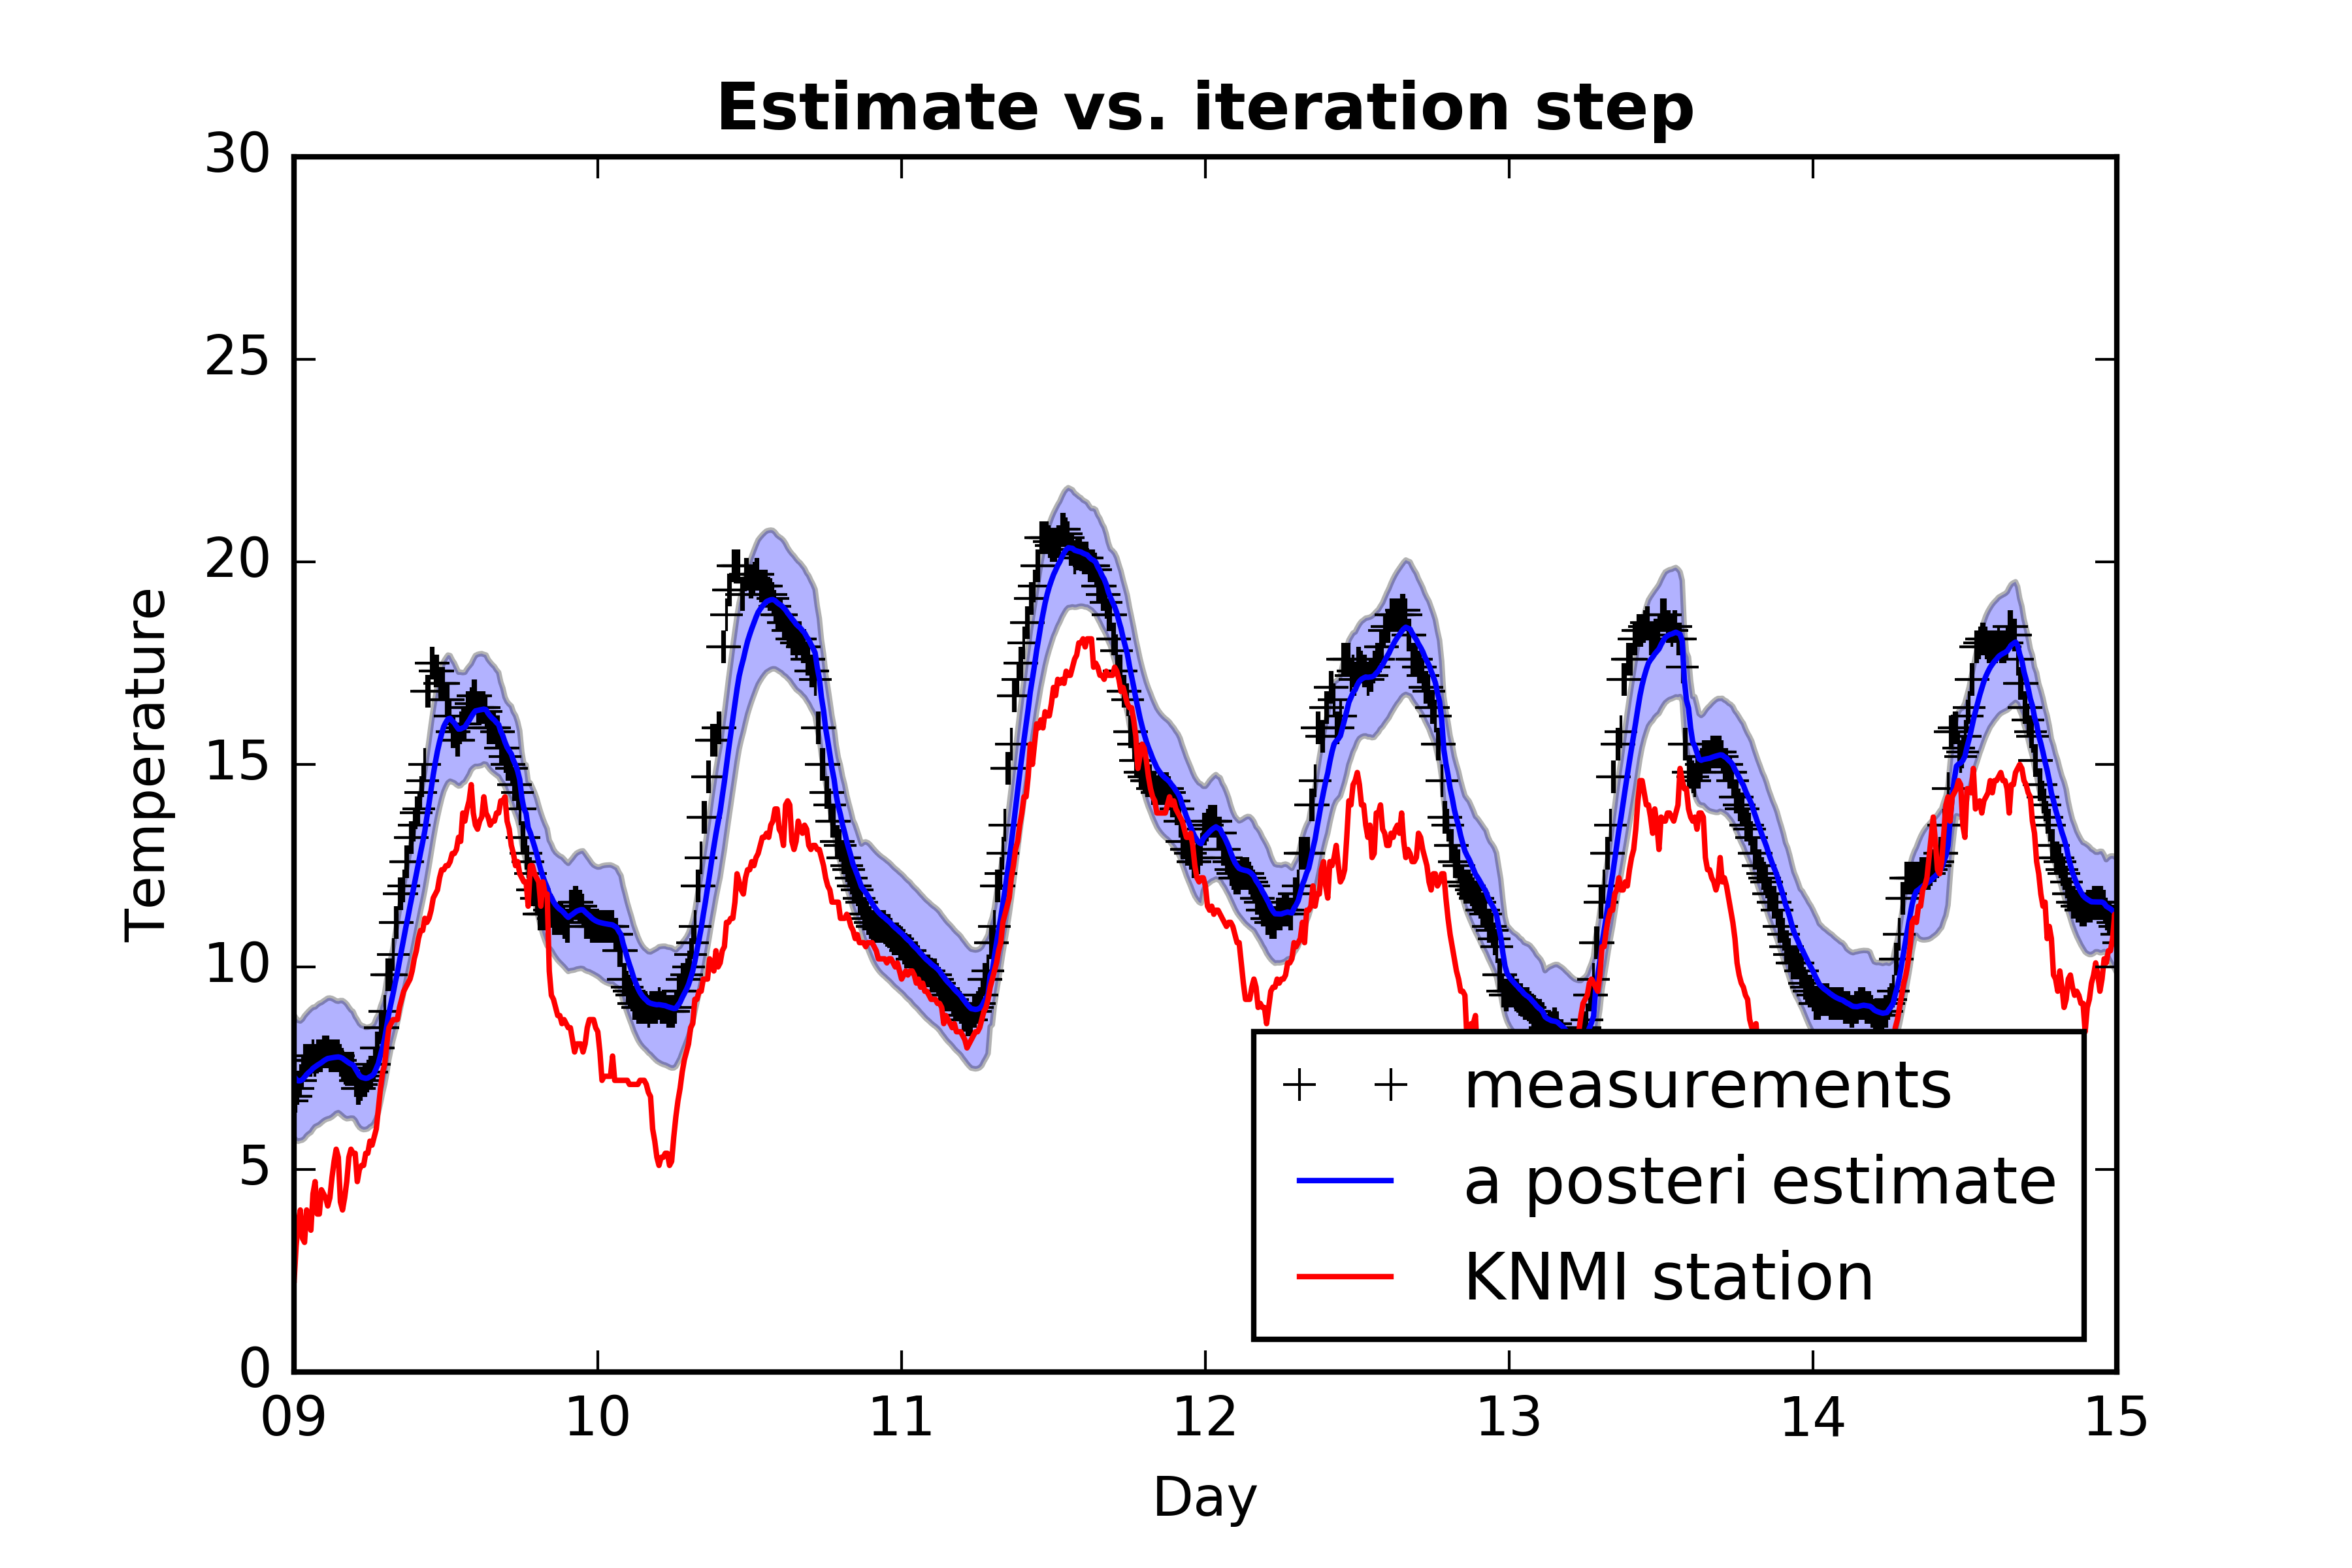 Estimate vs. iteration step
30
25
20
15
10
5
0
Temperature
measurements
a posteri estimate
KNMI station
09 10 11 12 13 14 15
Day